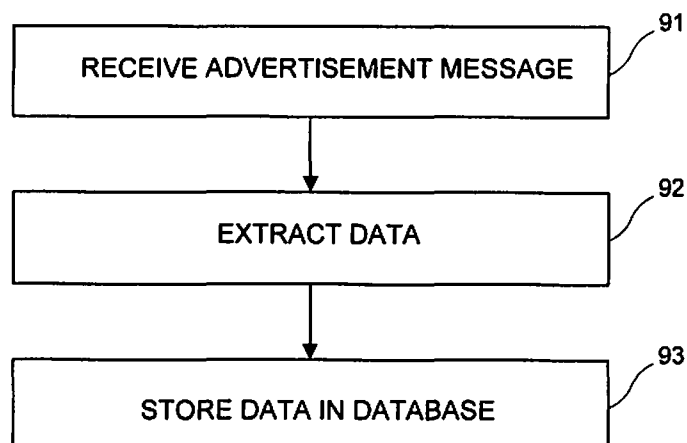 91
RECEIVE ADVERTISEMENT MESSAGE
92
EXTRACT DATA
93
STORE DATA IN DATABASE